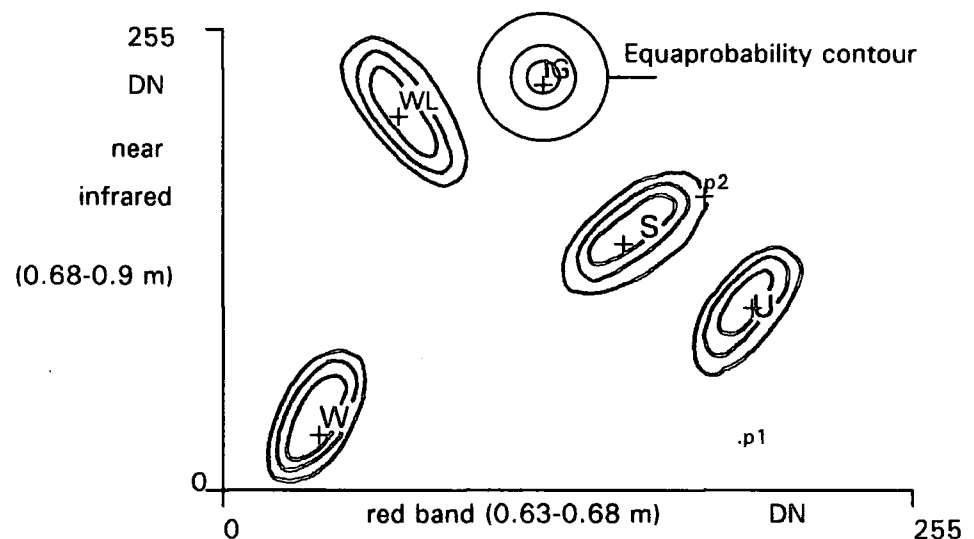 255
DN
near
infrared
(0.68-0.9 m)
0
Equaprobability contour
WL
S
p2
U
W
.p1
0
red band (0.63-0.68 m)
DN
255